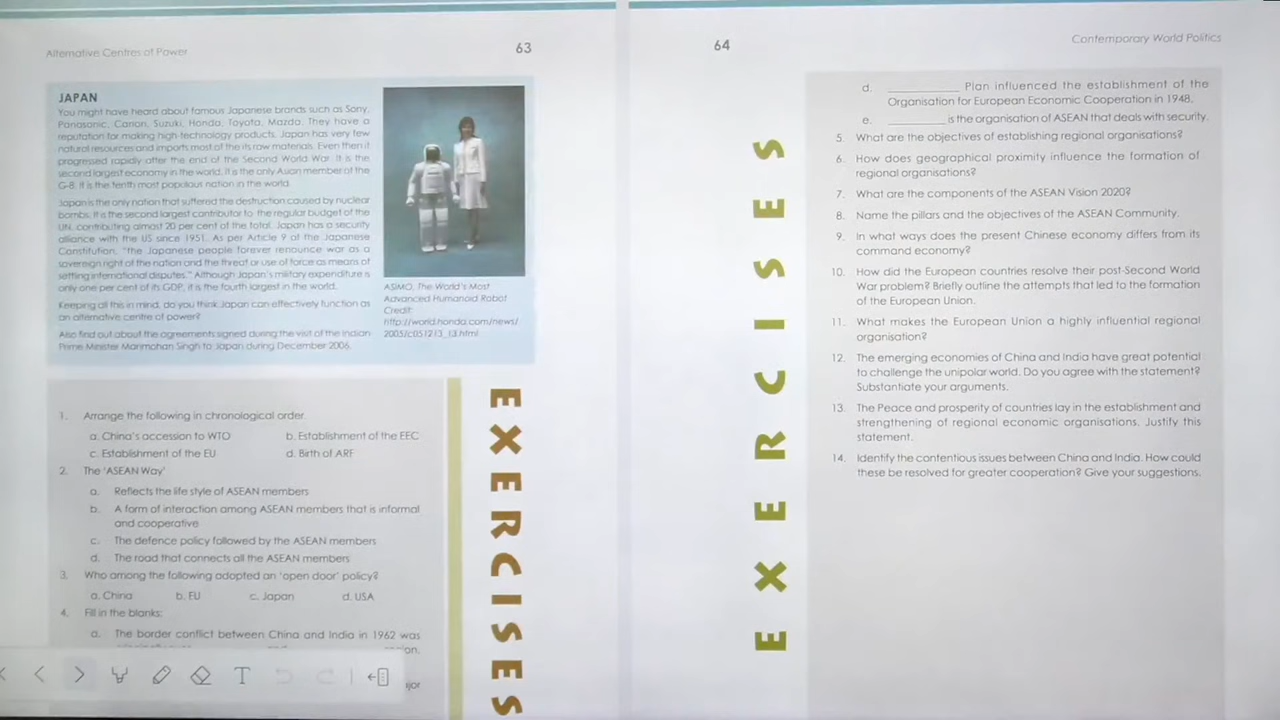 Alternative Centres of Power
63
JAPAN
You might have heard about famous Japanese brands such as Sony,
Panasonic, Canon, Suzuki, Honda, Toyota, Mazda. They have a
reputation for making high-technology products. Japan has very few
natural resources and imports most of the its raw materials. Even then it
progressed rapidly after the end of the Second World War. It is the
second largest economy in the world. It is the only Asian member of the
G-8. It is the tenth most populous nation in the world.
Japan is the only nation that suffered the destruction caused by nuclear
bombs. It is the second largest contributor to the regular budget of the
UN, contributing almost 20 per cent of the total. Japan has a security
alliance with the US since 1951. As per Article 9 of the Japanese
Constitution, "the Japanese people forever renounce war as a
sovereign right of the nation and the threat or use of force as means of
settling international disputes." Although Japan's military expenditure is
only one per cent of its GDP, it is the fourth largest in the world.
Keeping all this in mind, do you think Japan can effectively function as
an alternative centre of power?
Also find out about the agreements signed during the visit of the Indian
Prime Minister Manmohan Singh to Japan during December 2006.
ASIMO, The World's Most
Advanced Humanoid Robot
Credit:
http://world.honda.com/news/
2005/c051213_13.html
EXERCISES
1. Arrange the following in chronological order.
a. China's accession to WTO b. Establishment of the EEC
c. Establishment of the EU d. Birth of ARF
2. The 'ASEAN Way'
a. Reflects the life style of ASEAN members
b. A form of interaction among ASEAN members that is informal
and cooperative
c. The defence policy followed by the ASEAN members
d. The road that connects all the ASEAN members
3. Who among the following adopted an 'open door' policy?
a. China b. EU c. Japan d. USA
4. Fill in the blanks:
a. The border conflict between China and India in 1962 was
T
64
Contemporary World Politics
EXERCISES
d. __________ Plan influenced the establishment of the
Organisation for European Economic Cooperation in 1948.
e. ________ is the organisation of ASEAN that deals with security.
5. What are the objectives of establishing regional organisations?
6. How does geographical proximity influence the formation of
regional organisations?
7. What are the components of the ASEAN Vision 2020?
8. Name the pillars and the objectives of the ASEAN Community.
9. In what ways does the present Chinese economy differs from its
command economy?
10. How did the European countries resolve their post-Second World
War problem? Briefly outline the attempts that led to the formation
of the European Union.
11. What makes the European Union a highly influential regional
organisation?
12. The emerging economies of China and India have great potential
to challenge the unipolar world. Do you agree with the statement?
Substantiate your arguments.
13. The Peace and prosperity of countries lay in the establishment and
strengthening of regional economic organisations. Justify this
statement.
14. Identify the contentious issues between China and India. How could
these be resolved for greater cooperation? Give your suggestions.